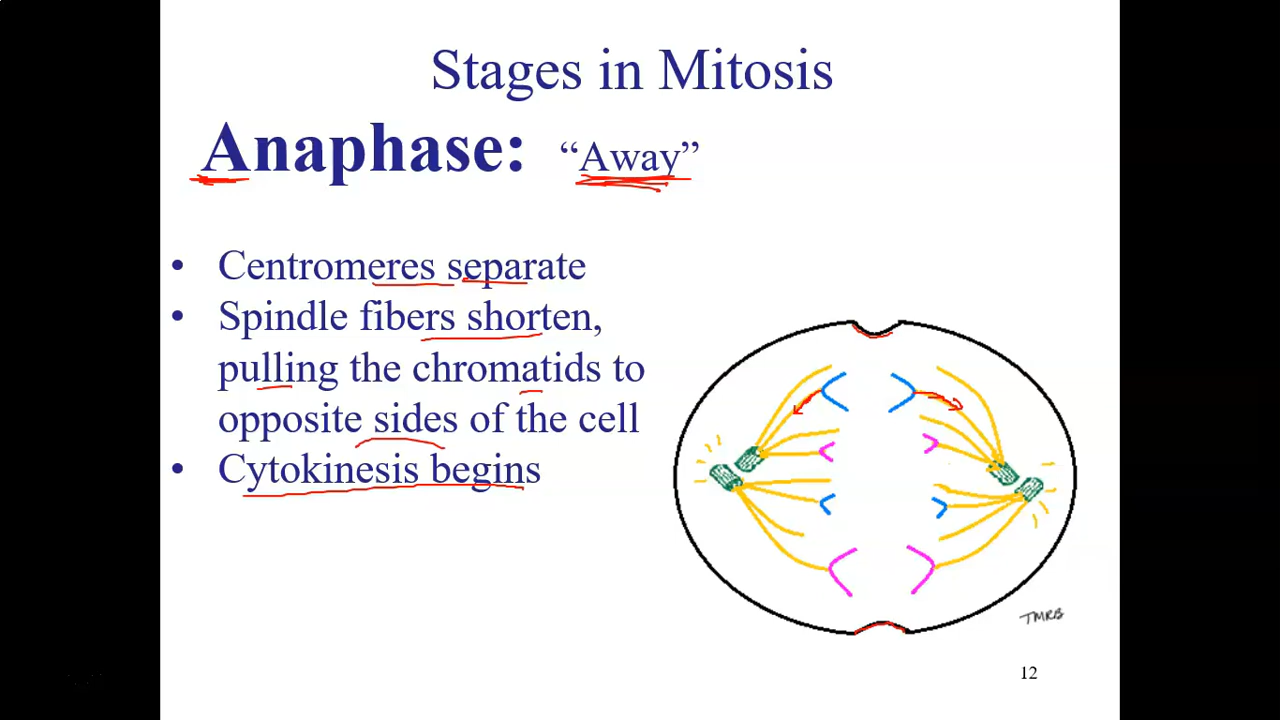 Stages in Mitosis
Anaphase: “Away”
• Centromeres separate
• Spindle fibers shorten,
pulling the chromatids to
opposite sides of the cell
• Cytokinesis begins
TMRB
12